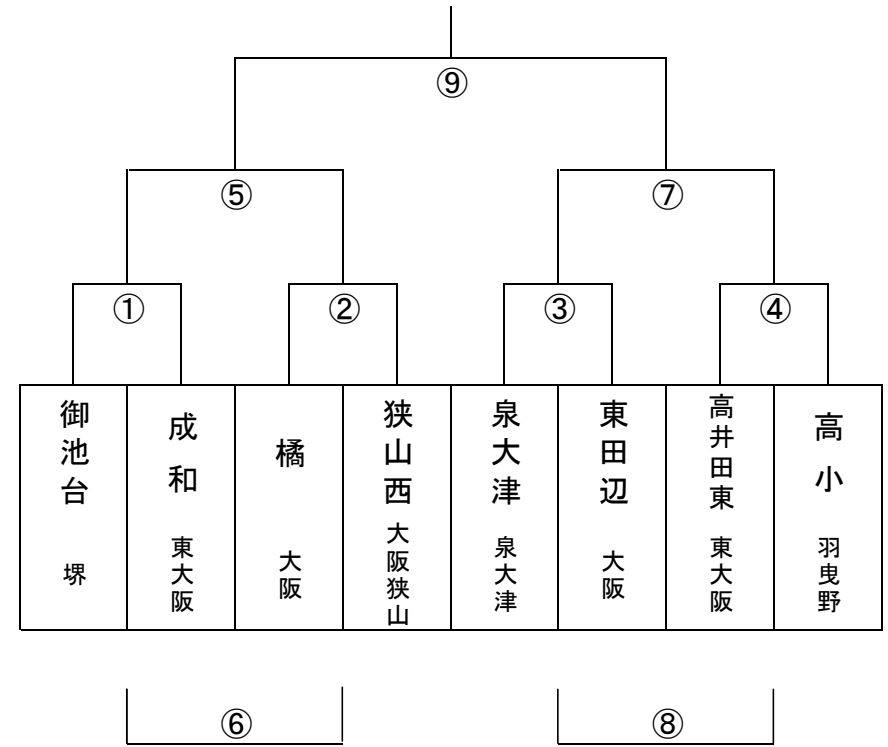 ⑨
⑤
⑦
①
②
③
④
御池台
堺
成和
東大阪
橘
大阪
狭山西
大阪狭山
泉大津
泉大津
東田辺
大阪
高井田東
東大阪
高小
羽曳野
⑥
⑧